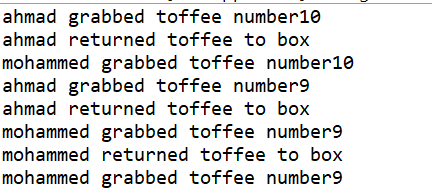 ahmad grabbed toffee number10
ahmad returned toffee to box
mohammed grabbed toffee number10
ahmad grabbed toffee number9
ahmad returned toffee to box
mohammed grabbed toffee number9
mohammed returned toffee to box
mohammed grabbed toffee number9